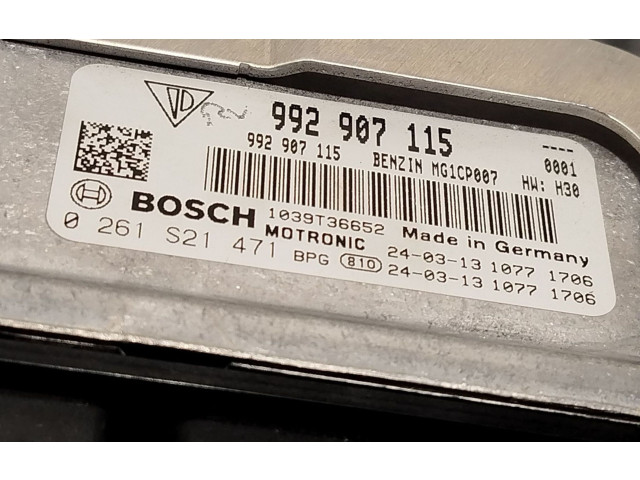 PD
992 907 115 ----
992 907 115 BENZIN MG1CP007 0001
HW: H30
BOSCH 1039T36652 Made in Germany
MOTRONIC 24-03-13 1077 1706
0 261 S21 471 BPG 810 24-03-13 1077 1706